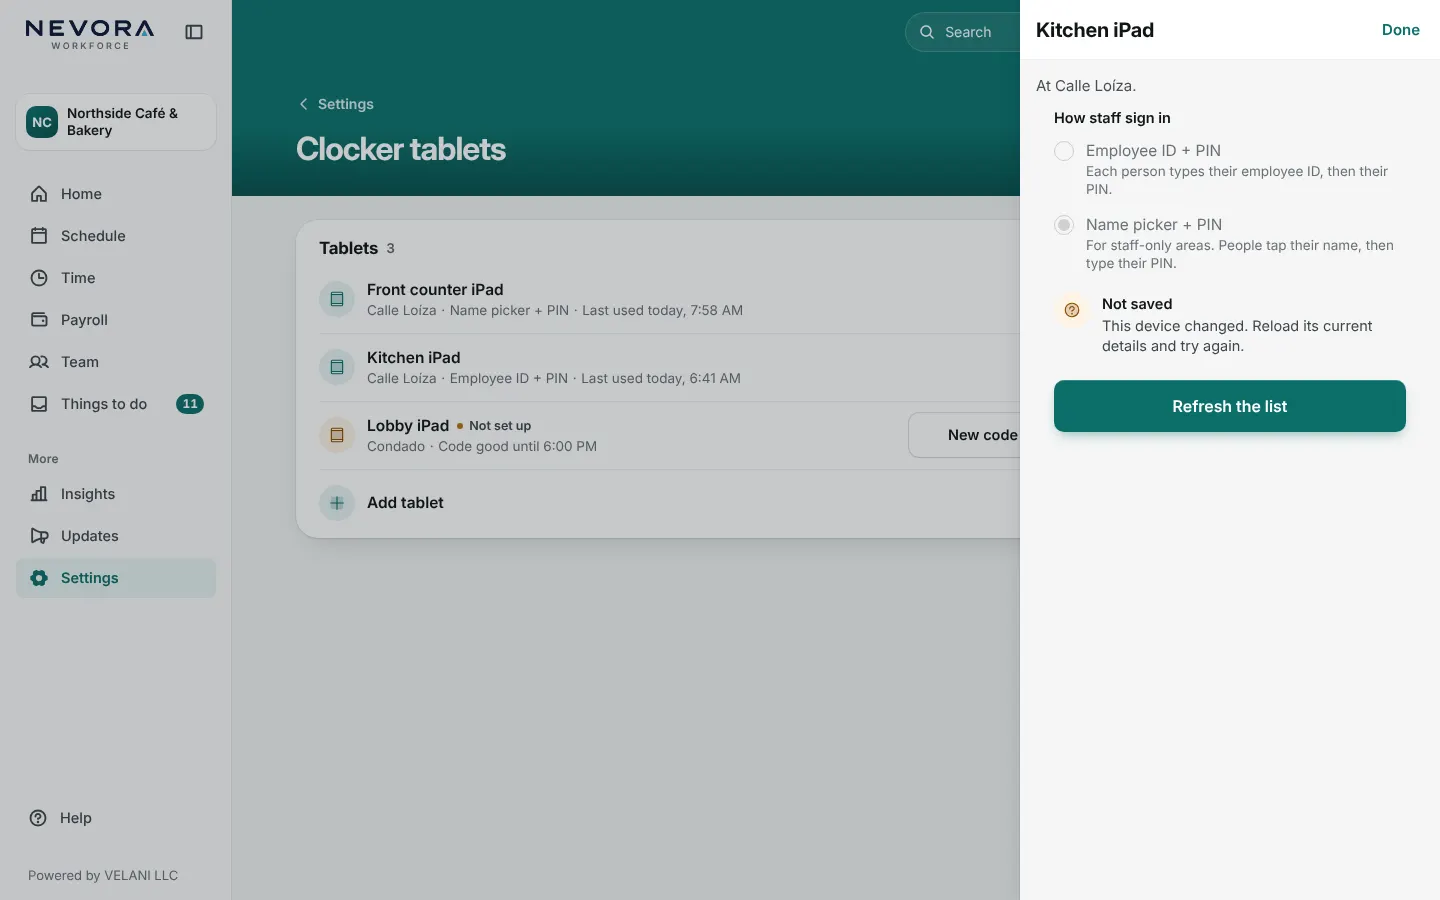 NEVORA
WORKFORCE
Northside Café &
Bakery
NC
Home
Schedule
Time
Payroll
Team
Things to do 11
More
Insights
Updates
Settings
Help
Powered by VELANI LLC
Search
Settings
Clocker tablets
Tablets 3
Front counter iPad
Calle Loíza · Name picker + PIN · Last used today, 7:58 AM
Kitchen iPad
Calle Loíza · Employee ID + PIN · Last used today, 6:41 AM
Lobby iPad Not set up
Condado · Code good until 6:00 PM
New code
Add tablet
Kitchen iPad
Done
At Calle Loíza.
How staff sign in
Employee ID + PIN
Each person types their employee ID, then their
PIN.
Name picker + PIN
For staff-only areas. People tap their name, then
type their PIN.
Not saved
This device changed. Reload its current
details and try again.
Refresh the list